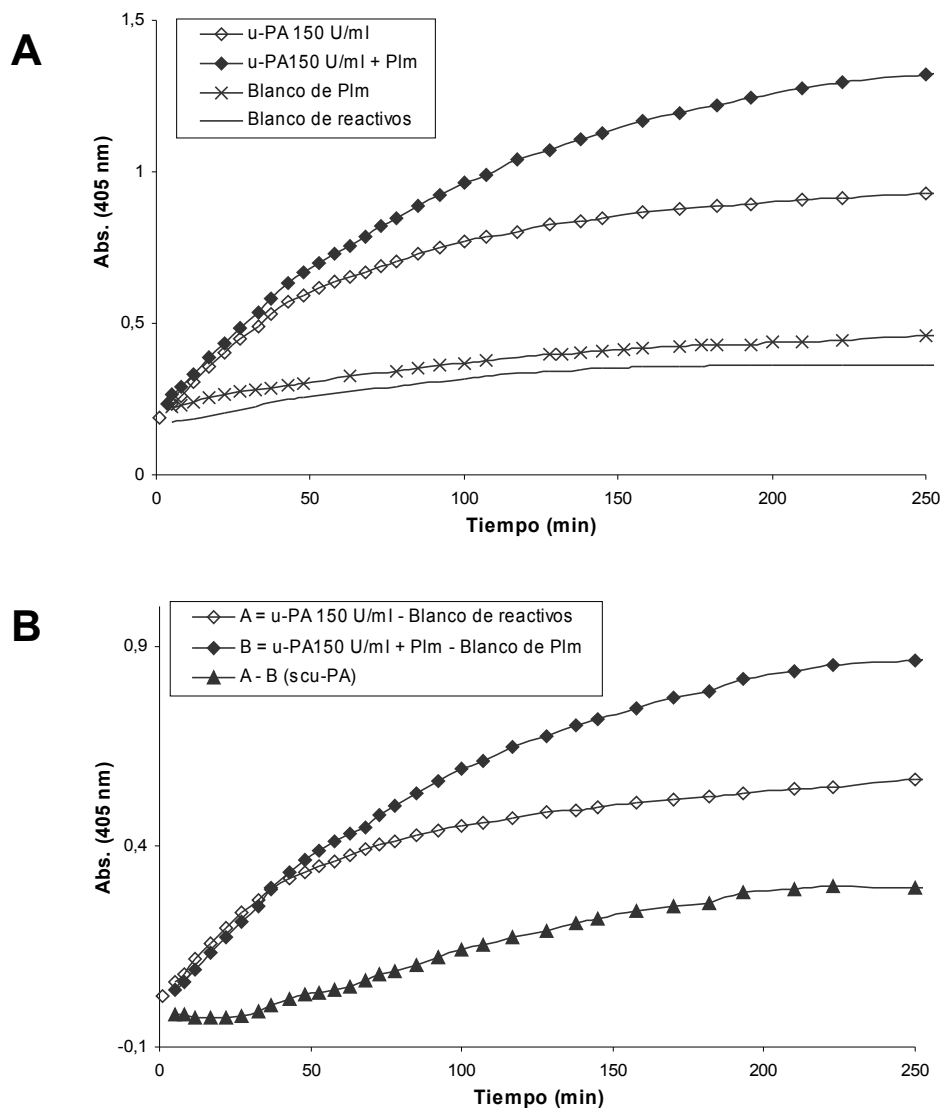 A
u-PA 150 U/ml
u-PA150 U/ml + Plm
Blanco de Plm
Blanco de reactivos
1,5
1
0,5
0
Abs. (405 nm)
0 50 100 150 200 250
Tiempo (min)
B
A = u-PA 150 U/ml - Blanco de reactivos
B = u-PA150 U/ml + Plm - Blanco de Plm
A - B (scu-PA)
0,9
0,4
-0,1
Abs. (405 nm)
0 50 100 150 200 250
Tiempo (min)